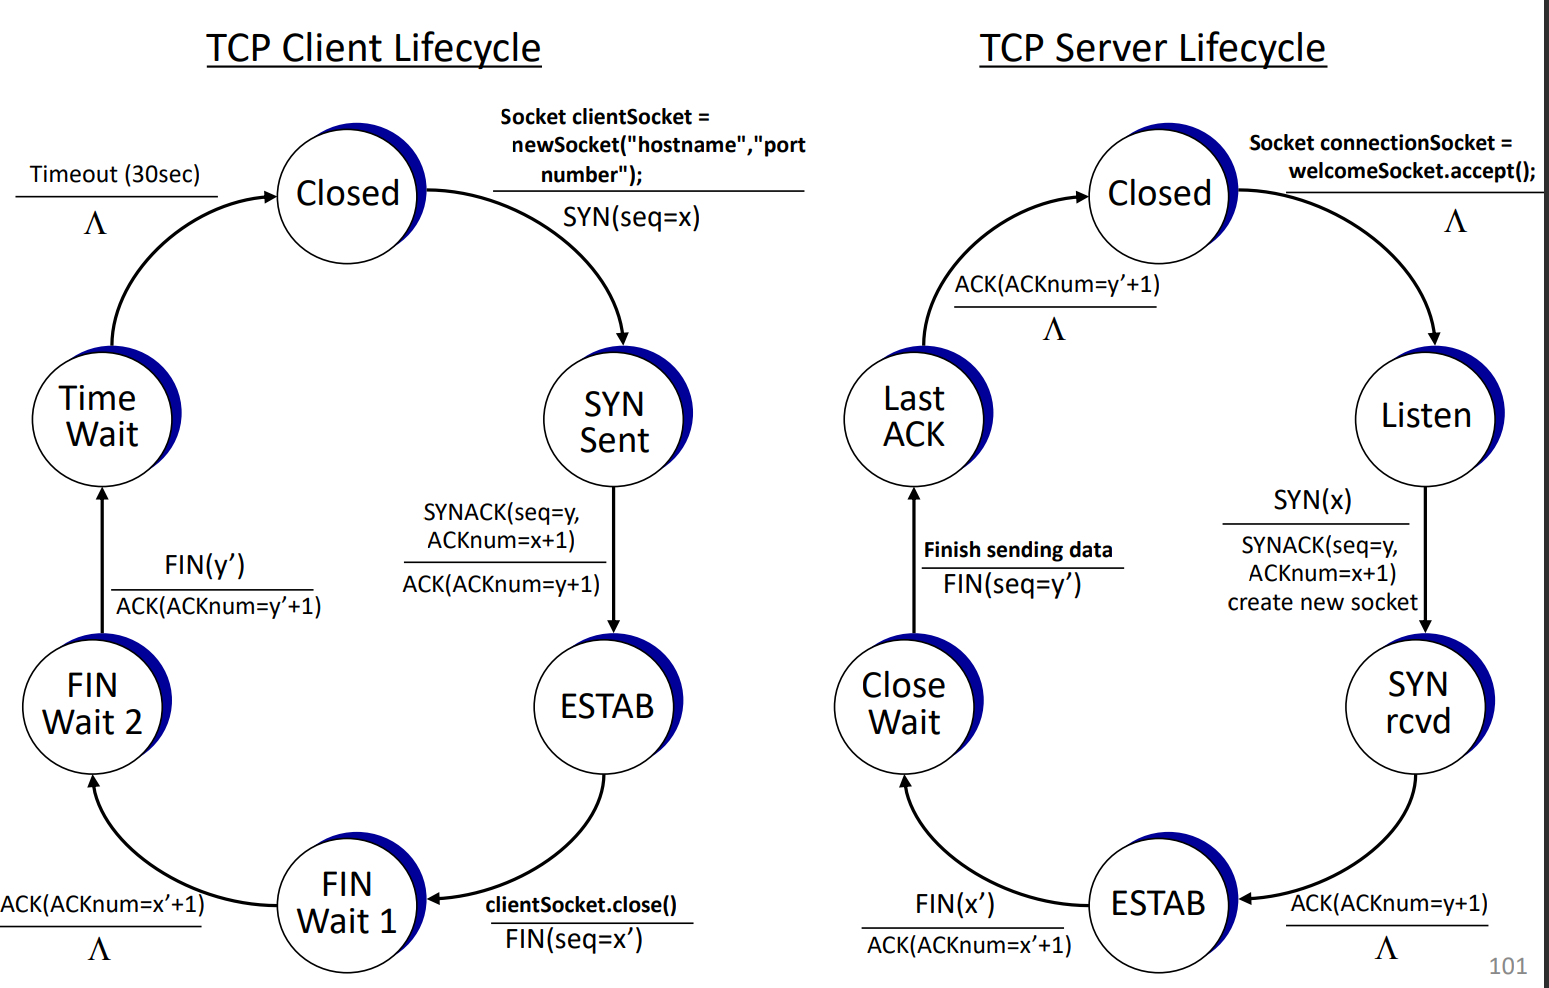 TCP Client Lifecycle
Socket clientSocket =
newSocket("hostname","port
number");
SYN(seq=x)
Timeout (30sec)
Λ
Closed
SYN
Sent
SYNACK(seq=y,
ACKnum=x+1)
ACK(ACKnum=y+1)
ESTAB
clientSocket.close()
FIN(seq=x’)
FIN
Wait 1
ACK(ACKnum=x’+1)
Λ
FIN
Wait 2
FIN(y’)
ACK(ACKnum=y’+1)
Time
Wait
TCP Server Lifecycle
Closed
Socket connectionSocket =
welcomeSocket.accept();
Λ
Listen
SYN(x)
SYNACK(seq=y,
ACKnum=x+1)
create new socket
SYN
rcvd
ACK(ACKnum=y+1)
Λ
ESTAB
FIN(x’)
ACK(ACKnum=x’+1)
Close
Wait
Finish sending data
FIN(seq=y’)
Last
ACK
ACK(ACKnum=y’+1)
Λ
101